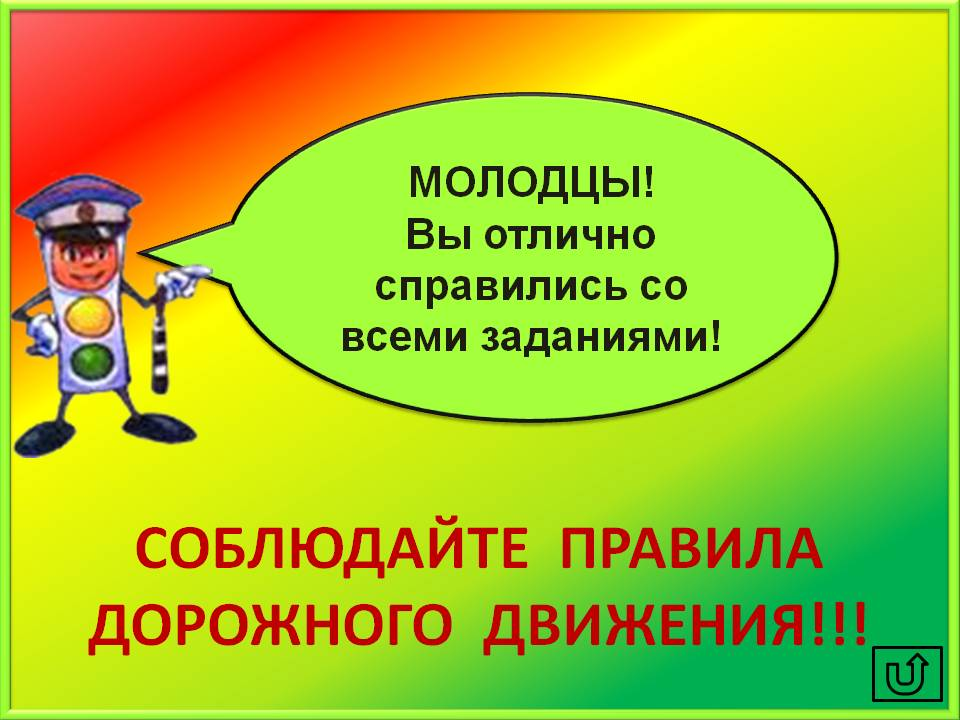 МОЛОДЦЫ!
Вы отлично
справились со
всеми заданиями!
СОБЛЮДАЙТЕ ПРАВИЛА
ДОРОЖНОГО ДВИЖЕНИЯ!!!